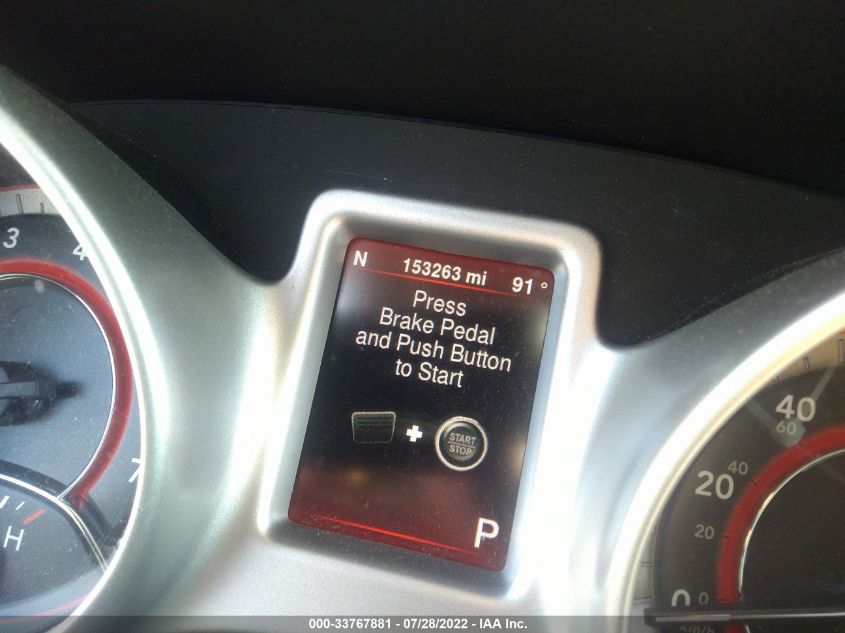 N 153263 mi 91°
Press
Brake Pedal
and Push Button
to Start
START
STOP
P
3
4
7
H
40
60
20
40
20
0
0
000-33767881 - 07/28/2022 - IAA Inc.